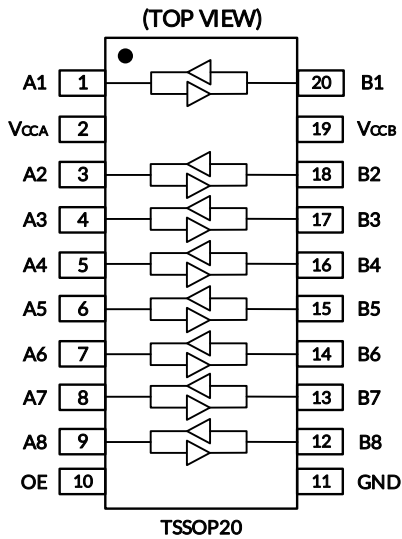 (TOP VIEW)
A1 1 20 B1
VCCA 2 19 VCCB
A2 3 18 B2
A3 4 17 B3
A4 5 16 B4
A5 6 15 B5
A6 7 14 B6
A7 8 13 B7
A8 9 12 B8
OE 10 11 GND
TSSOP20